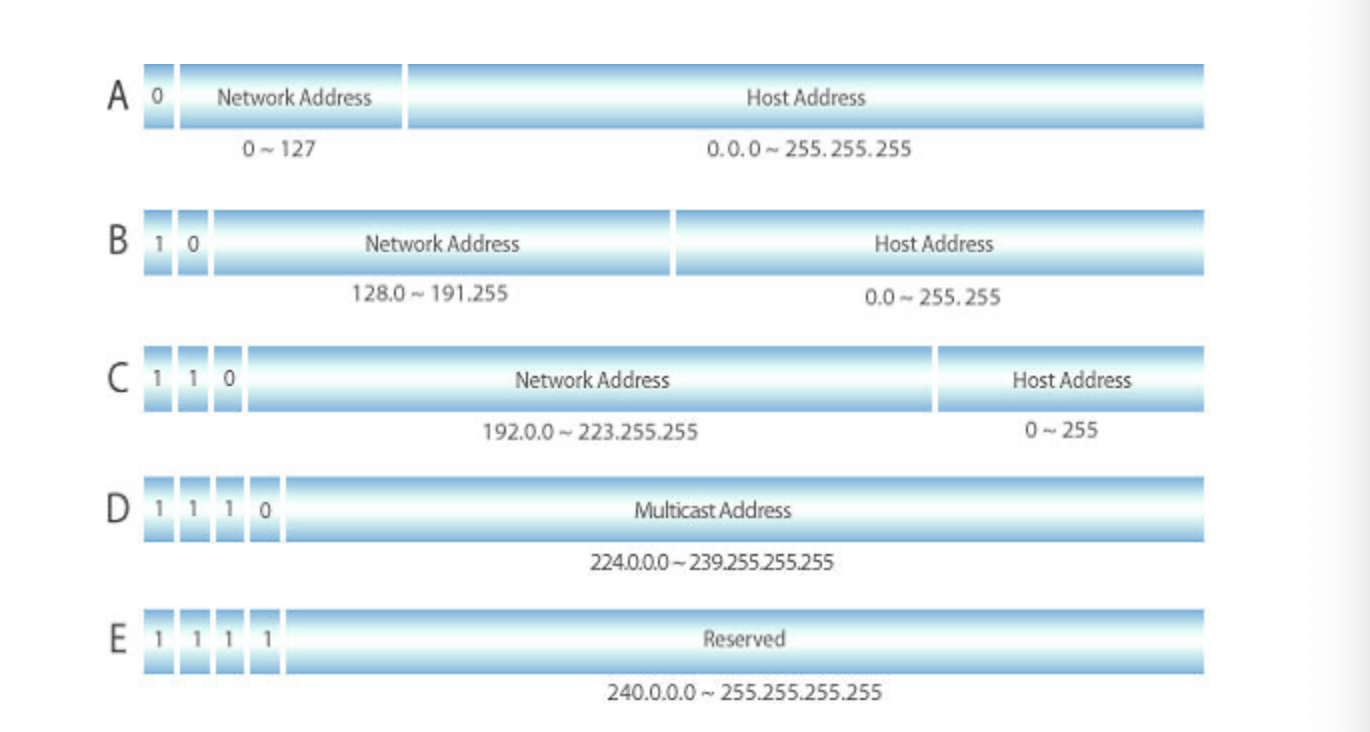 A 0 Network Address Host Address
0 ~ 127 0.0.0 ~ 255.255.255
B 1 0 Network Address Host Address
128.0 ~ 191.255 0.0 ~ 255.255
C 1 1 0 Network Address Host Address
192.0.0 ~ 223.255.255 0 ~ 255
D 1 1 1 0 Multicast Address
224.0.0.0 ~ 239.255.255.255
E 1 1 1 1 Reserved
240.0.0.0 ~ 255.255.255.255